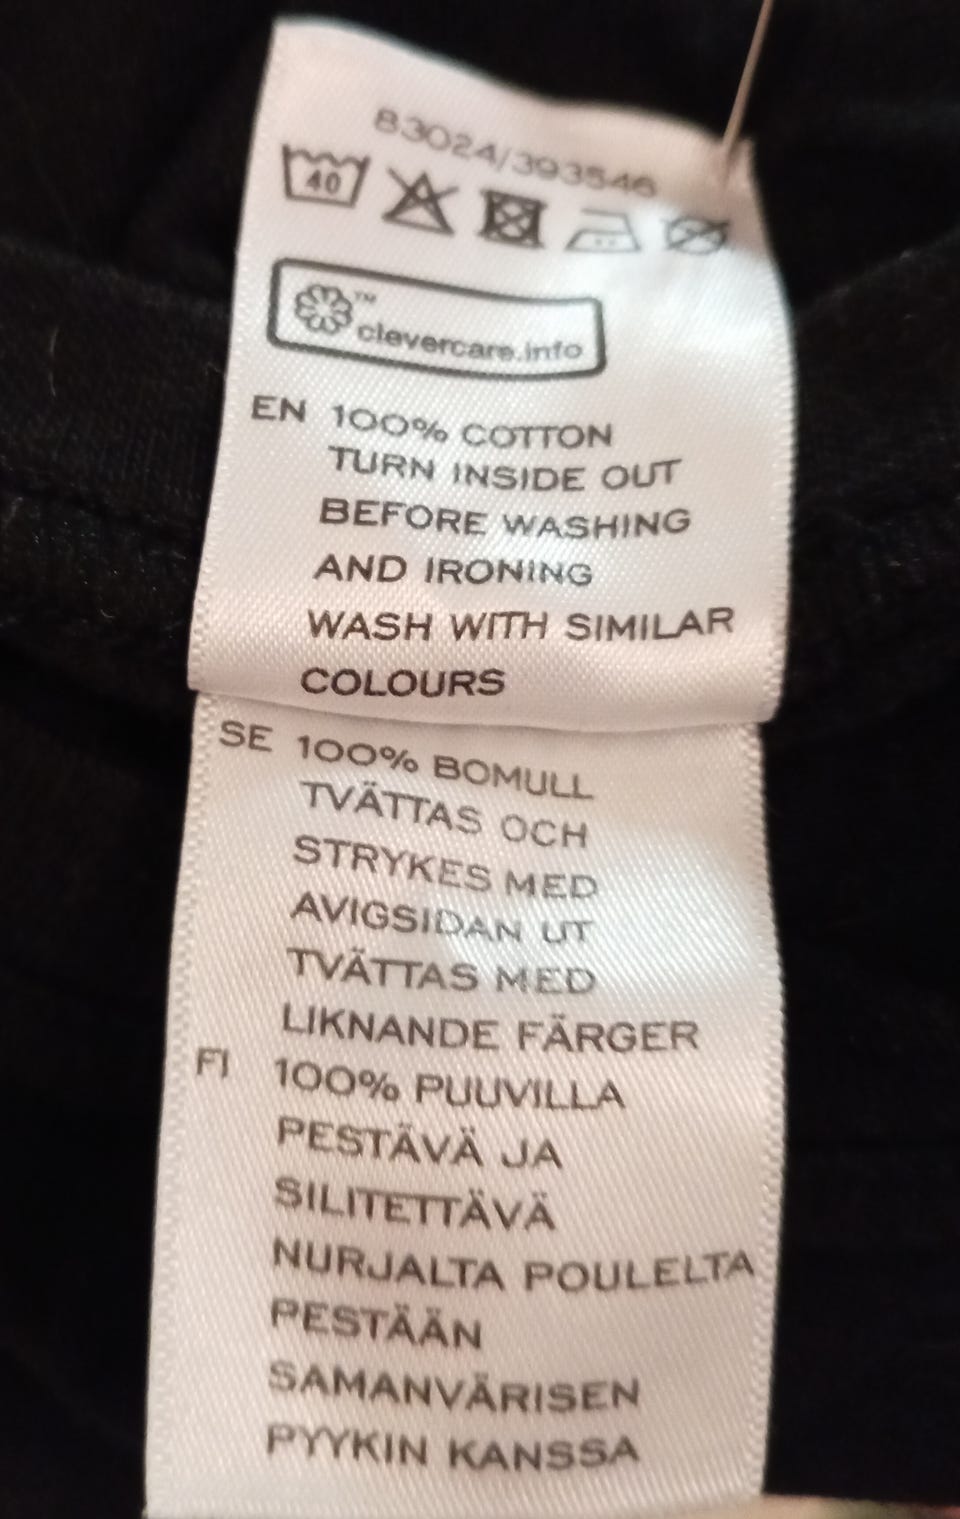 83024/393546
40
™
clevercare.info
EN 100% COTTON
TURN INSIDE OUT
BEFORE WASHING
AND IRONING
WASH WITH SIMILAR
COLOURS
SE 100% BOMULL
TVÄTTAS OCH
STRYKES MED
AVIGSIDAN UT
TVÄTTAS MED
LIKNANDE FÄRGER
FI 100% PUUVILLA
PESTÄVÄ JA
SILITETTÄVÄ
NURJALTA POULELTA
PESTÄÄN
SAMANVÄRISEN
PYYKIN KANSSA